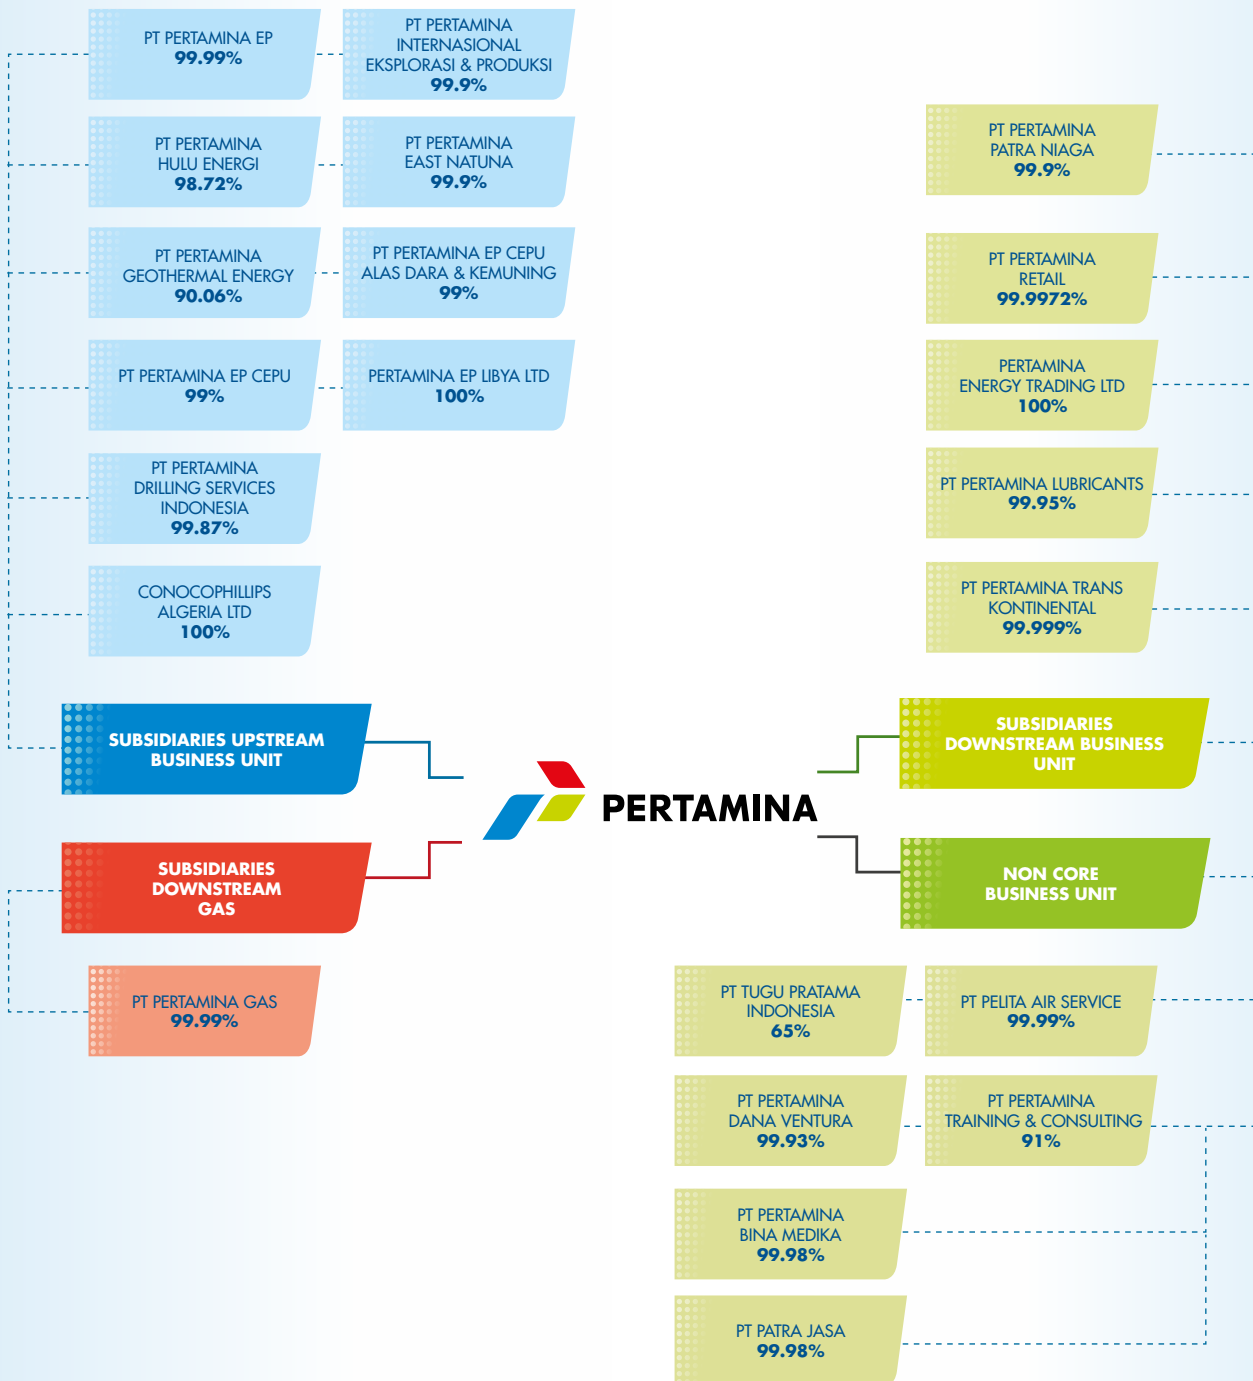 PT PERTAMINA EP
99.99%
PT PERTAMINA
INTERNASIONAL
EKSPLORASI & PRODUKSI
99.9%
PT PERTAMINA
HULU ENERGI
98.72%
PT PERTAMINA
EAST NATUNA
99.9%
PT PERTAMINA
GEOTHERMAL ENERGY
90.06%
PT PERTAMINA EP CEPU
ALAS DARA & KEMUNING
99%
PT PERTAMINA EP CEPU
99%
PERTAMINA EP LIBYA LTD
100%
PT PERTAMINA
DRILLING SERVICES
INDONESIA
99.87%
CONOCOPHILLIPS
ALGERIA LTD
100%
SUBSIDIARIES UPSTREAM
BUSINESS UNIT
SUBSIDIARIES
DOWNSTREAM
GAS
PT PERTAMINA GAS
99.99%
PERTAMINA
PT PERTAMINA
PATRA NIAGA
99.9%
PT PERTAMINA
RETAIL
99.9972%
PERTAMINA
ENERGY TRADING LTD
100%
PT PERTAMINA LUBRICANTS
99.95%
PT PERTAMINA TRANS
KONTINENTAL
99.999%
SUBSIDIARIES
DOWNSTREAM BUSINESS
UNIT
NON CORE
BUSINESS UNIT
PT TUGU PRATAMA
INDONESIA
65%
PT PELITA AIR SERVICE
99.99%
PT PERTAMINA
DANA VENTURA
99.93%
PT PERTAMINA
TRAINING & CONSULTING
91%
PT PERTAMINA
BINA MEDIKA
99.98%
PT PATRA JASA
99.98%